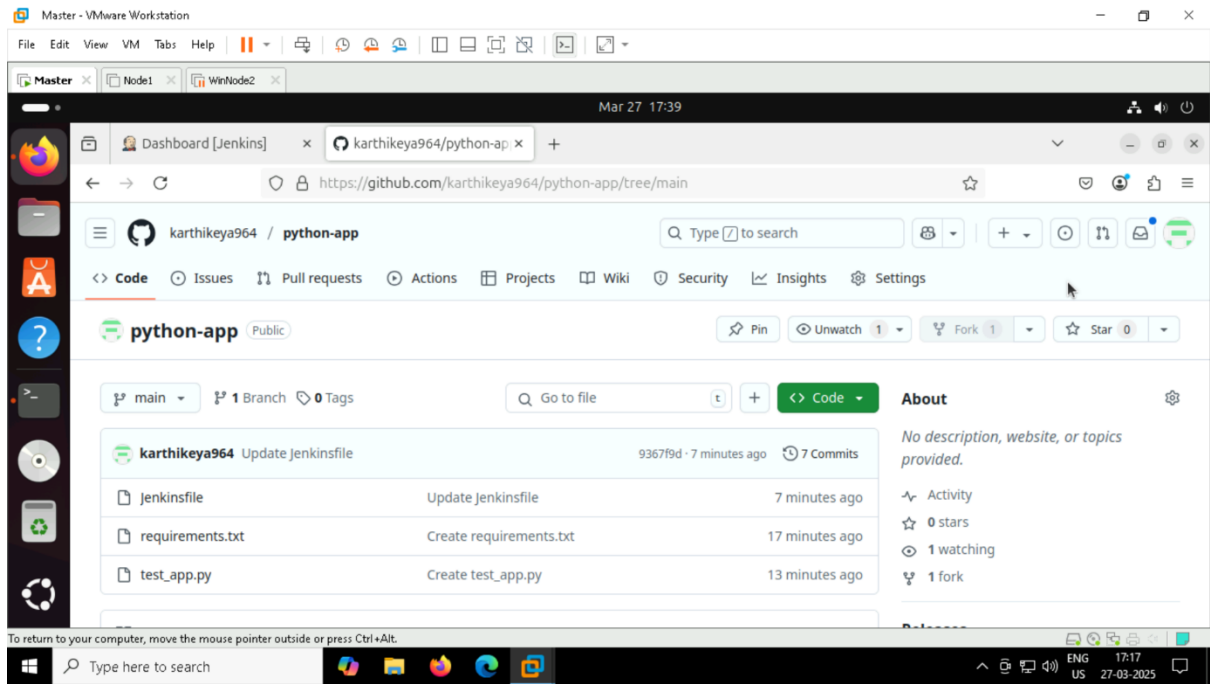 Master - VMware Workstation
File Edit View VM Tabs Help
Master Node1 WinNode2
Mar 27 17:39
Dashboard [Jenkins] karthikeya964/python-ap
https://github.com/karthikeya964/python-app/tree/main
karthikeya964 / python-app Type / to search
Code Issues Pull requests Actions Projects Wiki Security Insights Settings
python-app Public Pin Unwatch 1 Fork 1 Star 0
main 1 Branch 0 Tags Go to file t + <> Code About
No description, website, or topics
provided.
karthikeya964 Update Jenkinsfile 9367f9d · 7 minutes ago 7 Commits
Jenkinsfile Update Jenkinsfile 7 minutes ago Activity
0 stars
requirements.txt Create requirements.txt 17 minutes ago
1 watching
test_app.py Create test_app.py 13 minutes ago 1 fork
Releases
To return to your computer, move the mouse pointer outside or press Ctrl+Alt.
Type here to search ENG 17:17
US 27-03-2025